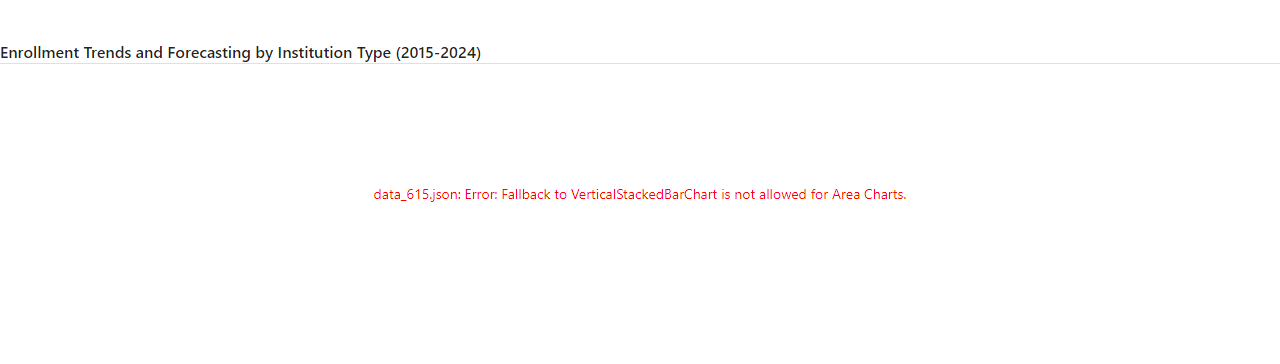 Enrollment Trends and Forecasting by Institution Type (2015-2024)
data_615.json: Error: Fallback to VerticalStackedBarChart is not allowed for Area Charts.